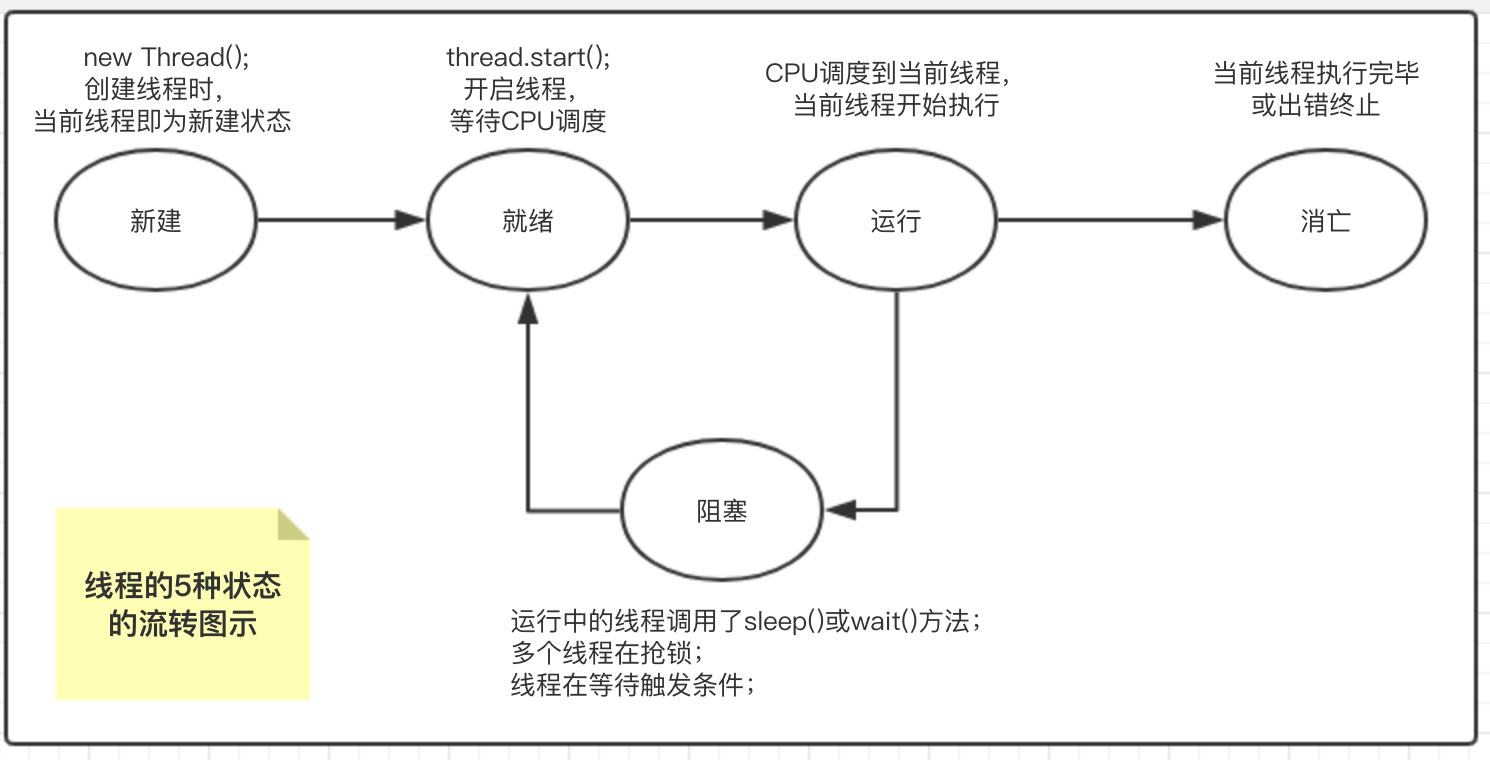 new Thread();
创建线程时，
当前线程即为新建状态
thread.start();
开启线程，
等待CPU调度
CPU调度到当前线程，
当前线程开始执行
当前线程执行完毕
或出错终止
新建
就绪
运行
消亡
阻塞
线程的5种状态
的流转图示
运行中的线程调用了sleep()或wait()方法；
多个线程在抢锁；
线程在等待触发条件；